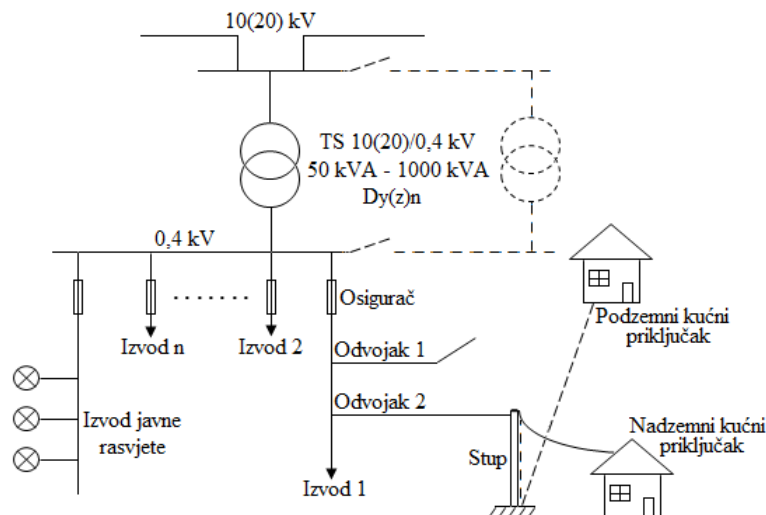 10(20) kV
TS 10(20)/0,4 kV
50 kVA - 1000 kVA
Dy(z)n
0,4 kV
Osigurač
Podzemni kućni
priključak
Izvod n
Izvod 2
Odvojak 1
Odvojak 2
Izvod javne
rasvjete
Nadzemni kućni
priključak
Stup
Izvod 1